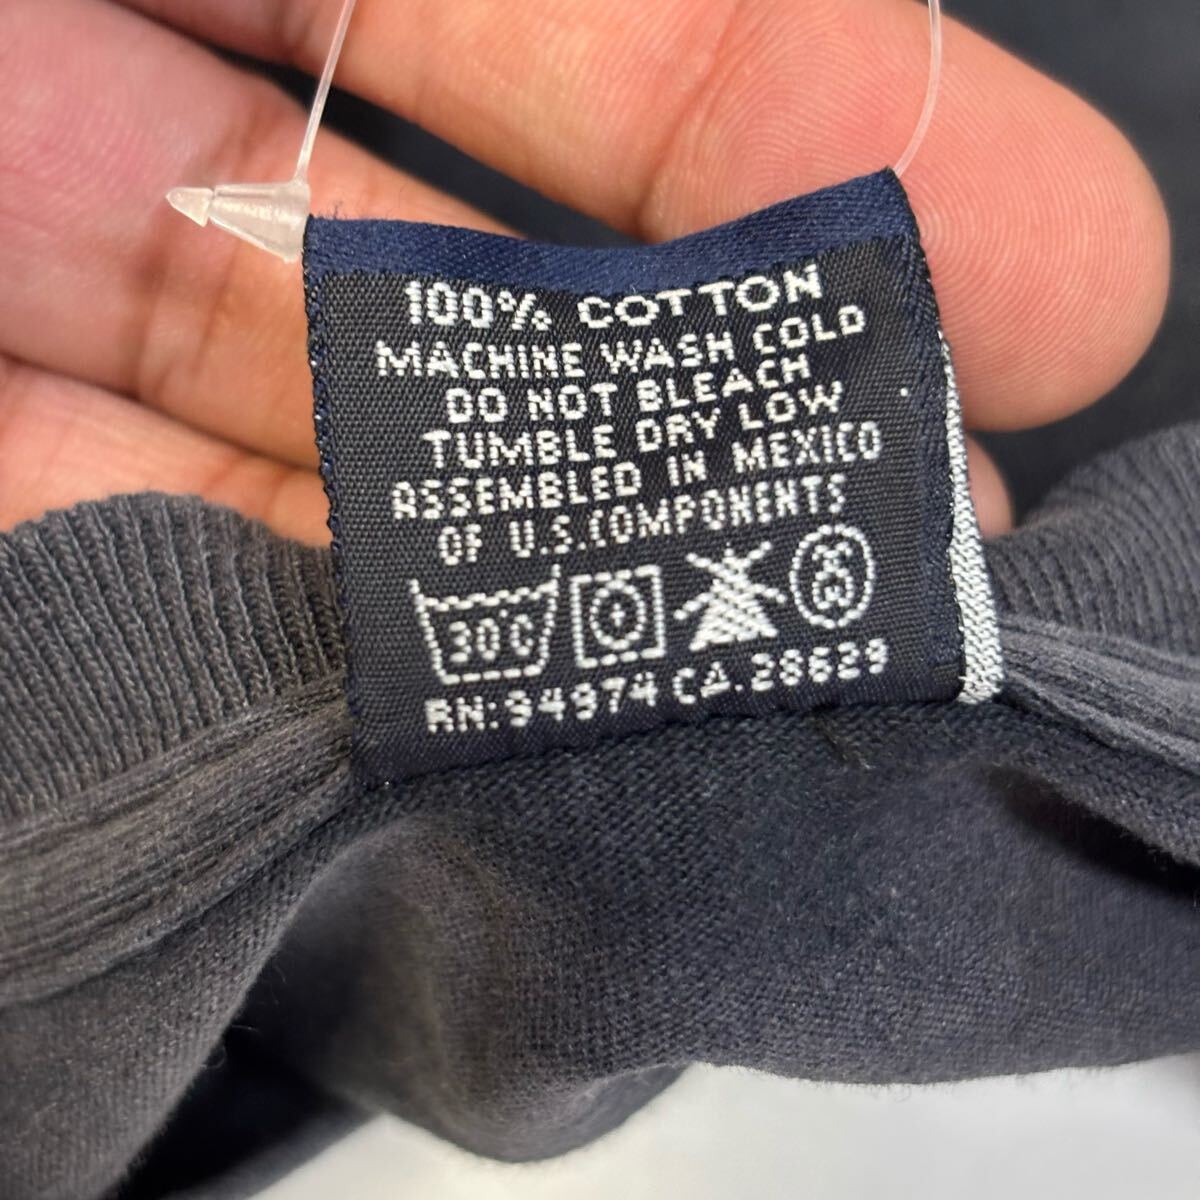 100% COTTON
MACHINE WASH COLD
DO NOT BLEACH
TUMBLE DRY LOW
ASSEMBLED IN MEXICO
OF U.S.COMPONENTS
30°C
RN:94974 CA.28629